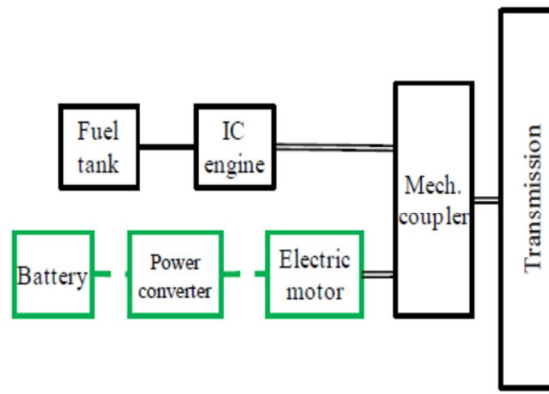 Fuel
tank
IC
engine
Mech.
coupler
Transmission
Battery
Power
converter
Electric
motor